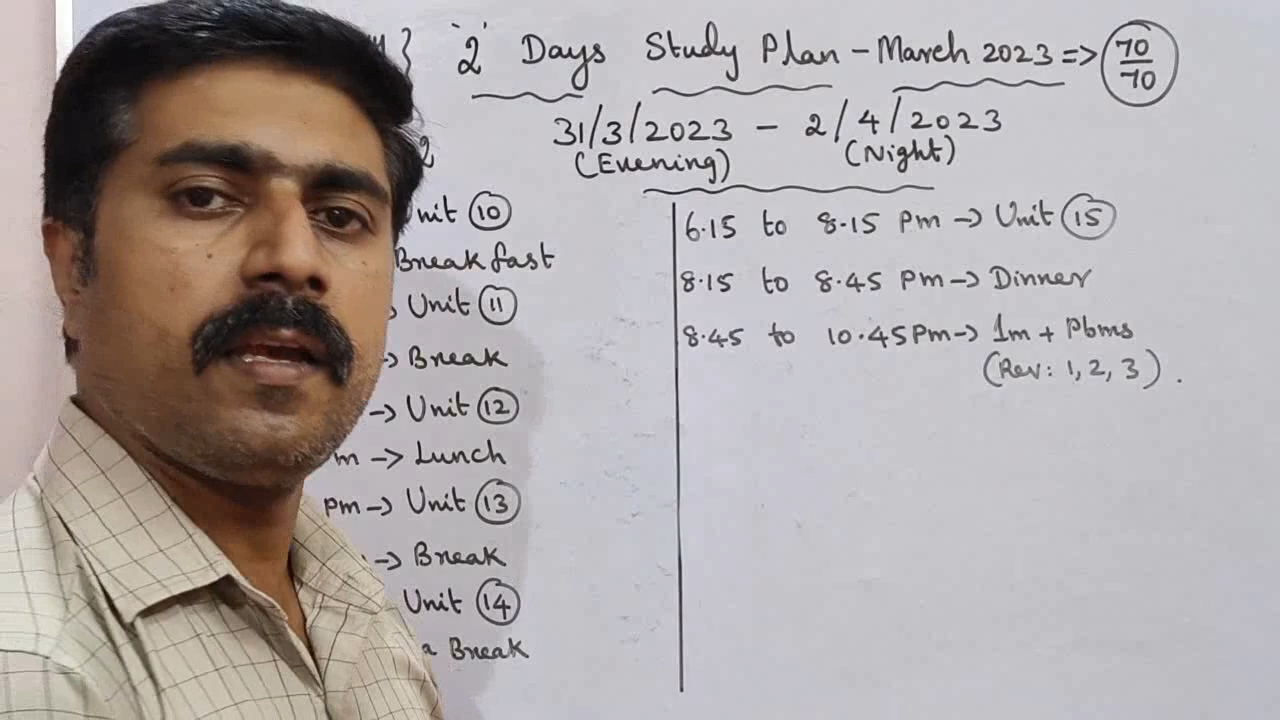 } '2' Days Study Plan - March 2023 => 70/70
31/3/2023 - 2/4/2023
(Evening) (Night)
2
Unit 10
Breakfast
Unit 11
-> Break
-> Unit 12
m -> Lunch
pm -> Unit 13
-> Break
Unit 14
a Break
6.15 to 8.15 Pm -> Unit 15
8.15 to 8.45 Pm -> Dinner
8.45 to 10.45 Pm -> 1m + Pbms
(Rev: 1, 2, 3).